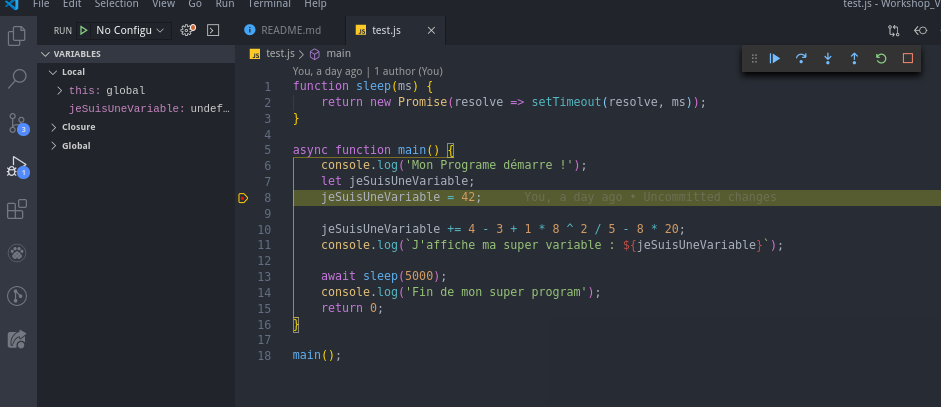 File Edit Selection View Go Run Terminal Help
test.js - Workshop_V
RUN No Configu
README.md
test.js
VARIABLES
Local
this: global
jeSuisUneVariable: undef…
Closure
Global
3
1
test.js > main
You, a day ago | 1 author (You)
1 function sleep(ms) {
2 return new Promise(resolve => setTimeout(resolve, ms));
3 }
4
5 async function main() {
6 console.log('Mon Programe démarre !');
7 let jeSuisUneVariable;
8 jeSuisUneVariable = 42; You, a day ago • Uncommitted changes
9
10 jeSuisUneVariable += 4 - 3 + 1 * 8 ^ 2 / 5 - 8 * 20;
11 console.log(`J'affiche ma super variable : ${jeSuisUneVariable}`);
12
13 await sleep(5000);
14 console.log('Fin de mon super program');
15 return 0;
16 }
17
18 main();